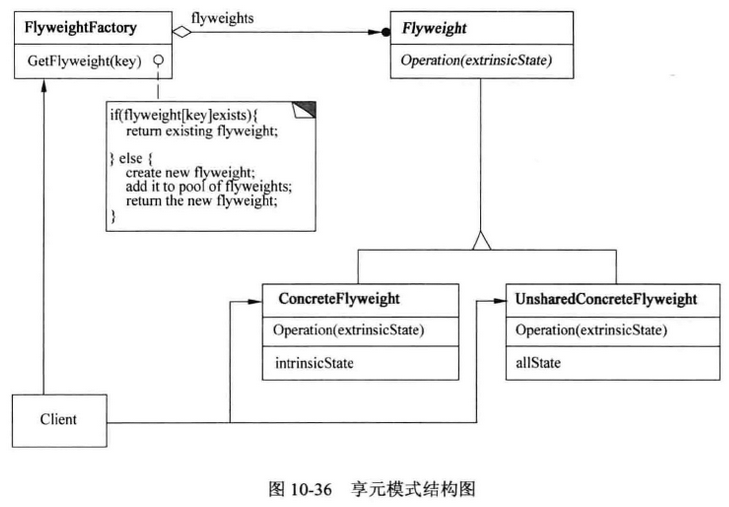 FlyweightFactory
flyweights
Flyweight
GetFlyweight(key)
Operation(extrinsicState)
if(flyweight[key]exists){
return existing flyweight;
} else {
create new flyweight;
add it to pool of flyweights;
return the new flyweight;
}
ConcreteFlyweight
UnsharedConcreteFlyweight
Operation(extrinsicState)
Operation(extrinsicState)
intrinsicState
allState
Client
图 10-36 享元模式结构图